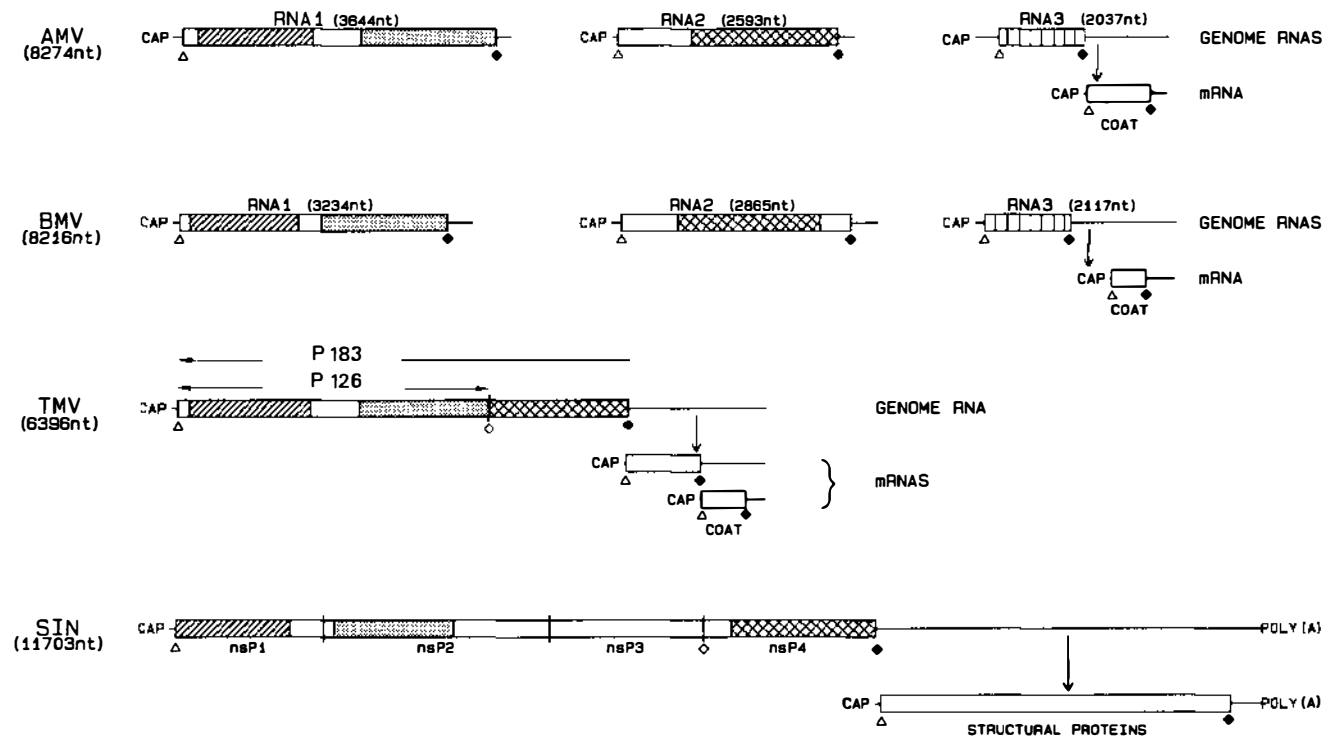 AMV
(8274nt)
CAP
RNA1 (3644nt)
CAP
RNA2 (2593nt)
CAP
RNA3 (2037nt)
GENOME RNAS
CAP
mRNA
COAT
BMV
(8216nt)
CAP
RNA1 (3234nt)
CAP
RNA2 (2865nt)
CAP
RNA3 (2117nt)
GENOME RNAS
CAP
mRNA
COAT
P 183
P 126
TMV
(6396nt)
CAP
GENOME RNA
CAP
mRNAS
CAP
COAT
SIN
(11703nt)
CAP
nsP1
nsP2
nsP3
nsP4
POLY(A)
CAP
POLY(A)
STRUCTURAL PROTEINS